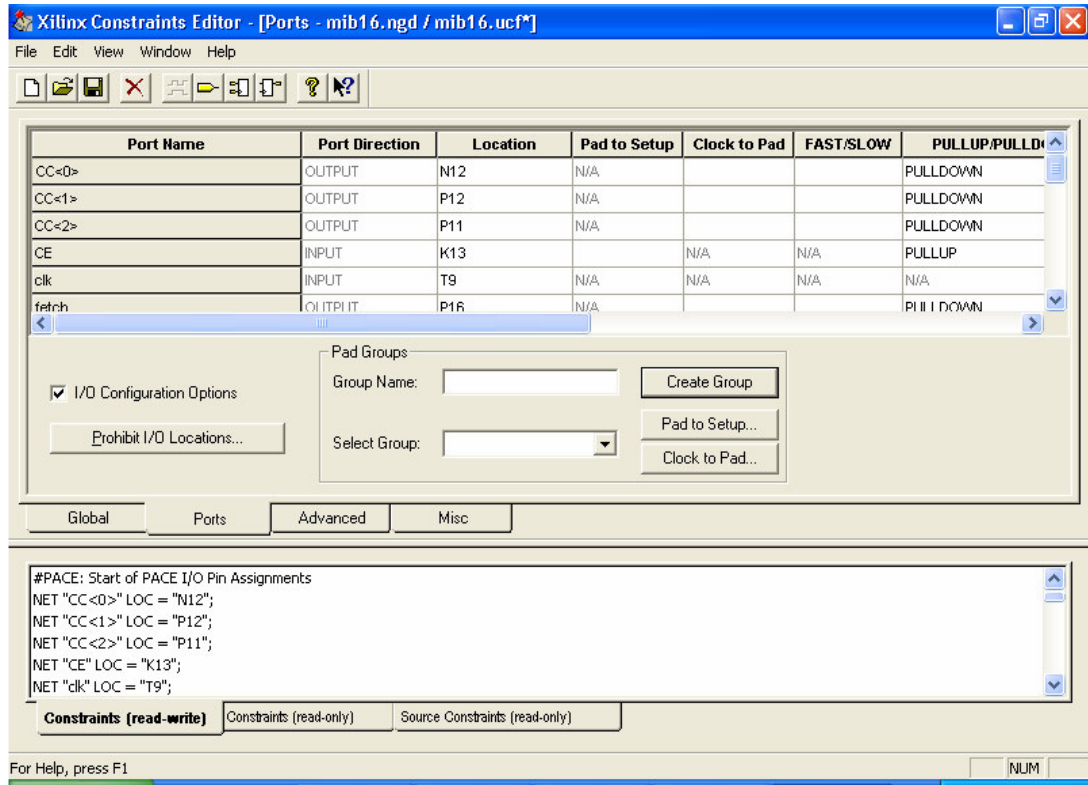 Xilinx Constraints Editor - [Ports - mib16.ngd / mib16.ucf*]
File Edit View Window Help
Port Name Port Direction Location Pad to Setup Clock to Pad FAST/SLOW PULLUP/PULLD
CC<0> OUTPUT N12 N/A PULLDOWN
CC<1> OUTPUT P12 N/A PULLDOWN
CC<2> OUTPUT P11 N/A PULLDOWN
CE INPUT K13 N/A N/A PULLUP
clk INPUT T9 N/A N/A N/A N/A
fetch OUTPUT P16 N/A PULLDOWN
Pad Groups
I/O Configuration Options
Group Name: Create Group
Prohibit I/O Locations...
Pad to Setup...
Select Group:
Clock to Pad...
Global Ports Advanced Misc
#PACE: Start of PACE I/O Pin Assignments
NET "CC<0>" LOC = "N12";
NET "CC<1>" LOC = "P12";
NET "CC<2>" LOC = "P11";
NET "CE" LOC = "K13";
NET "clk" LOC = "T9";
Constraints (read-write) Constraints (read-only) Source Constraints (read-only)
For Help, press F1 NUM